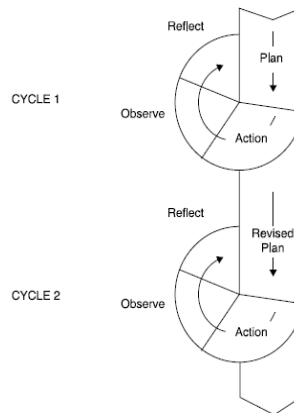 Reflect
Plan
CYCLE 1
Observe
Action
Reflect
Revised
Plan
CYCLE 2
Observe
Action